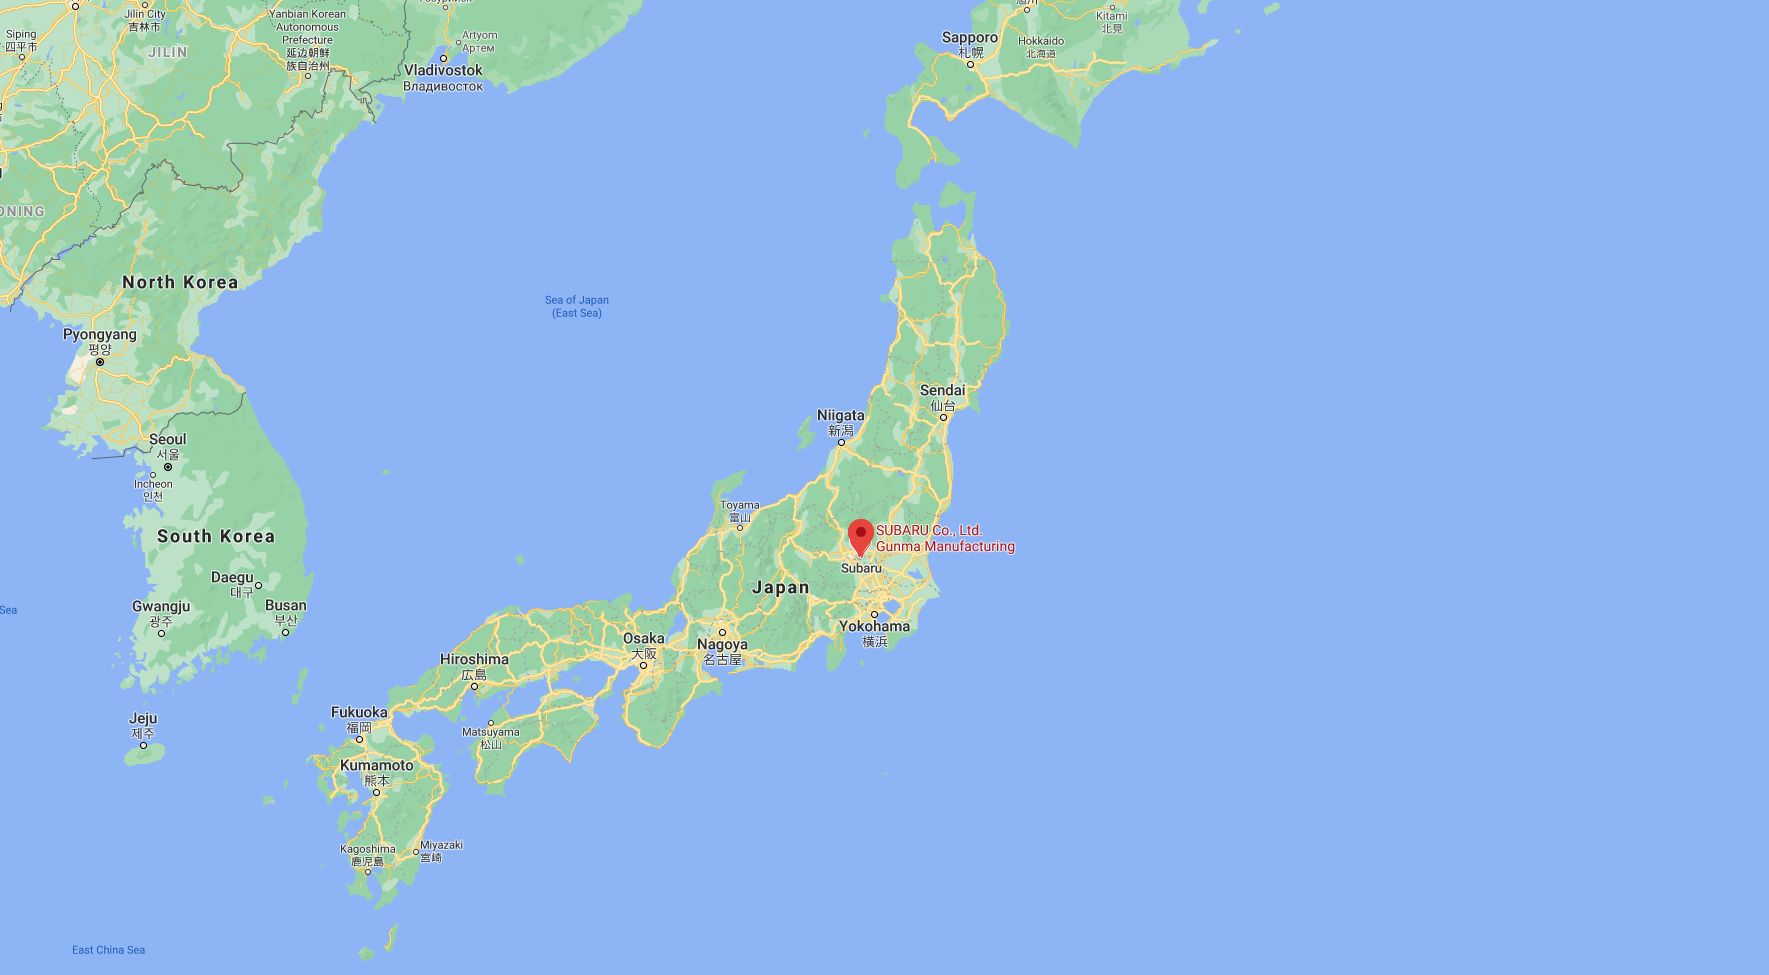 Jilin City
吉林市
Siping
四平市
JILIN
Yanbian Korean
Autonomous
Prefecture
延边朝鲜
族自治州
Artyom
Артем
Vladivostok
Владивосток
Sapporo
札幌
Hokkaido
北海道
Kitami
北見
ONING
North Korea
Pyongyang
평양
Sea of Japan
(East Sea)
Sendai
仙台
Niigata
新潟
Seoul
서울
Incheon
인천
Toyama
富山
South Korea
SUBARU Co., Ltd.
Gunma Manufacturing
Subaru
Japan
Daegu
대구
Gwangju
광주
Busan
부산
Sea
Yokohama
横浜
Osaka
大阪
Nagoya
名古屋
Hiroshima
広島
Fukuoka
福岡
Jeju
제주
Matsuyama
松山
Kumamoto
熊本
Kagoshima
鹿児島
Miyazaki
宮崎
East China Sea